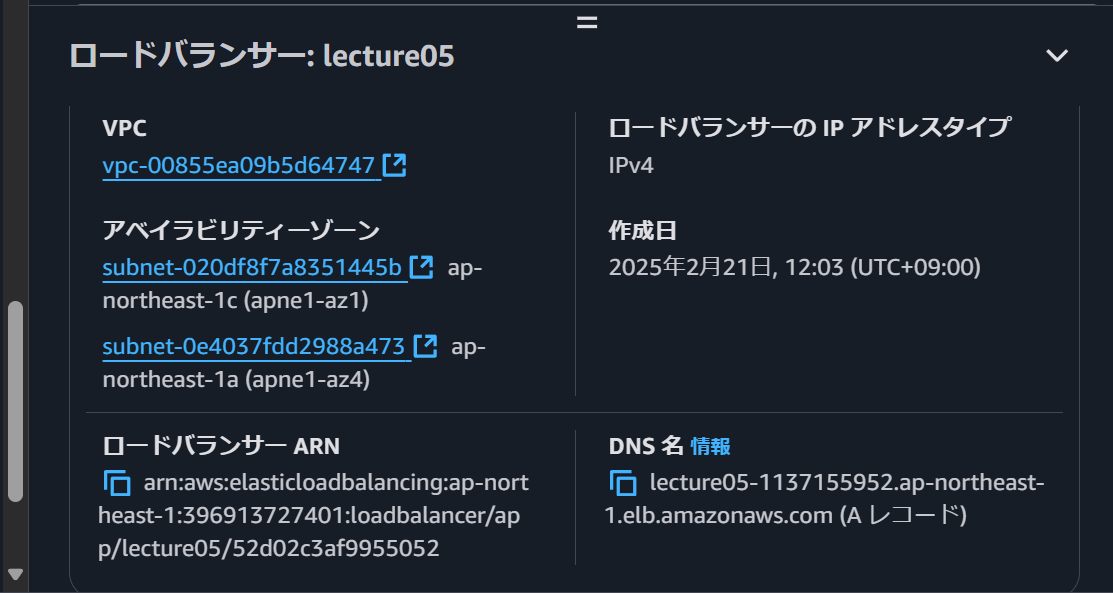 ロードバランサー: lecture05
VPC
vpc-00855ea09b5d64747
アベイラビリティーゾーン
subnet-020df8f7a8351445b ap-
northeast-1c (apne1-az1)
subnet-0e4037fdd2988a473 ap-
northeast-1a (apne1-az4)
ロードバランサーの IP アドレスタイプ
IPv4
作成日
2025年2月21日, 12:03 (UTC+09:00)
ロードバランサー ARN
arn:aws:elasticloadbalancing:ap-nort
heast-1:396913727401:loadbalancer/ap
p/lecture05/52d02c3af9955052
DNS 名 情報
lecture05-1137155952.ap-northeast-
1.elb.amazonaws.com (A レコード)